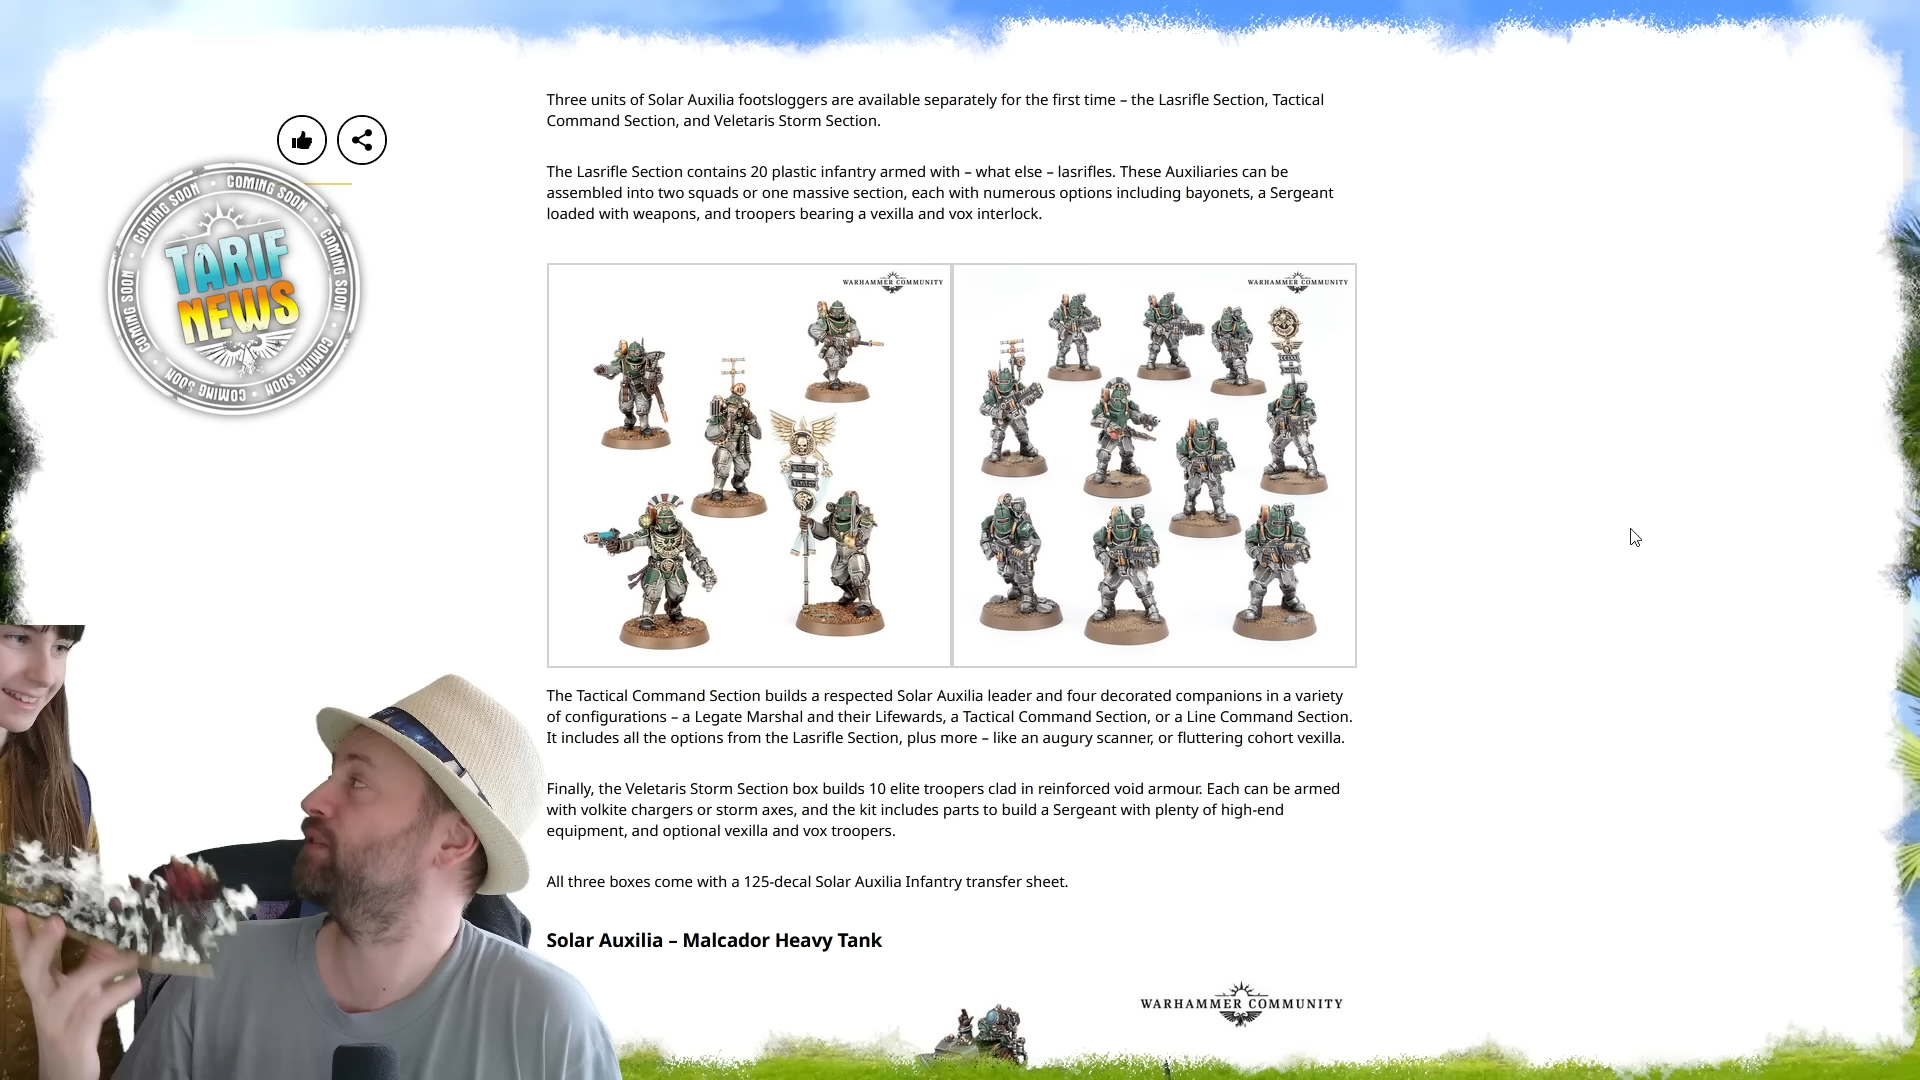 Three units of Solar Auxilia footsloggers are available separately for the first time – the Lasrifle Section, Tactical
Command Section, and Veletaris Storm Section.
The Lasrifle Section contains 20 plastic infantry armed with – what else – lasrifles. These Auxiliaries can be
assembled into two squads or one massive section, each with numerous options including bayonets, a Sergeant
loaded with weapons, and troopers bearing a vexilla and vox interlock.
COMING SOON • COMING SOON • COMING SOON • COMING SOON • COMING SOON • COMING SOON •
TARIF
NEWS
WARHAMMER COMMUNITY
WARHAMMER COMMUNITY
The Tactical Command Section builds a respected Solar Auxilia leader and four decorated companions in a variety
of configurations – a Legate Marshal and their Lifewards, a Tactical Command Section, or a Line Command Section.
It includes all the options from the Lasrifle Section, plus more – like an augury scanner, or fluttering cohort vexilla.
Finally, the Veletaris Storm Section box builds 10 elite troopers clad in reinforced void armour. Each can be armed
with volkite chargers or storm axes, and the kit includes parts to build a Sergeant with plenty of high-end
equipment, and optional vexilla and vox troopers.
All three boxes come with a 125-decal Solar Auxilia Infantry transfer sheet.
Solar Auxilia – Malcador Heavy Tank
WARHAMMER COMMUNITY